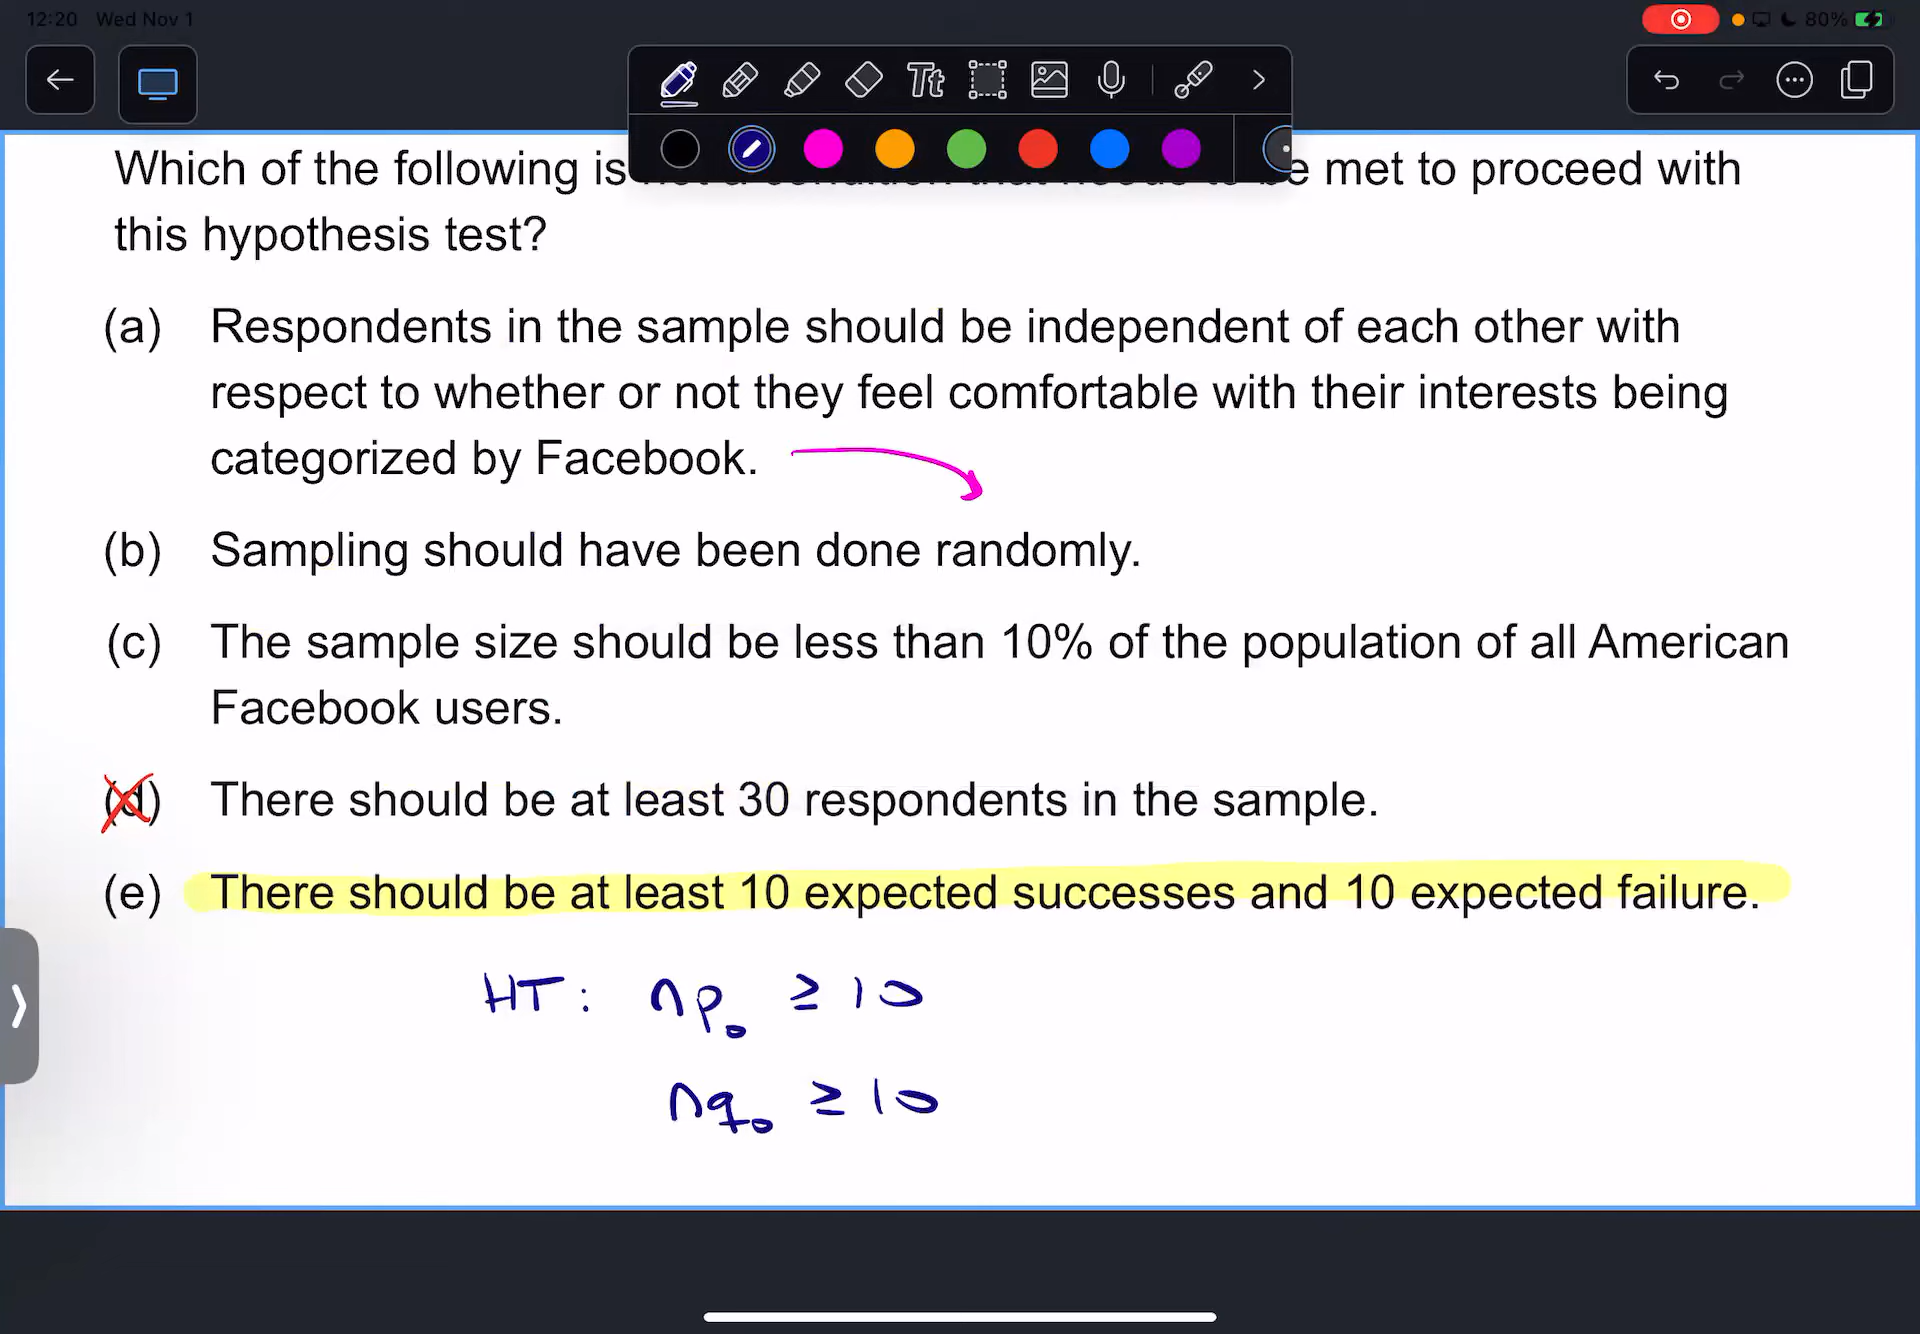 12:20 Wed Nov 1
80%
Tt
Which of the following is be met to proceed with
this hypothesis test?
(a) Respondents in the sample should be independent of each other with
respect to whether or not they feel comfortable with their interests being
categorized by Facebook.
(b) Sampling should have been done randomly.
(c) The sample size should be less than 10% of the population of all American
Facebook users.
(d) There should be at least 30 respondents in the sample.
(e) There should be at least 10 expected successes and 10 expected failure.
HT: np₀ ≥ 10
nq₀ ≥ 10